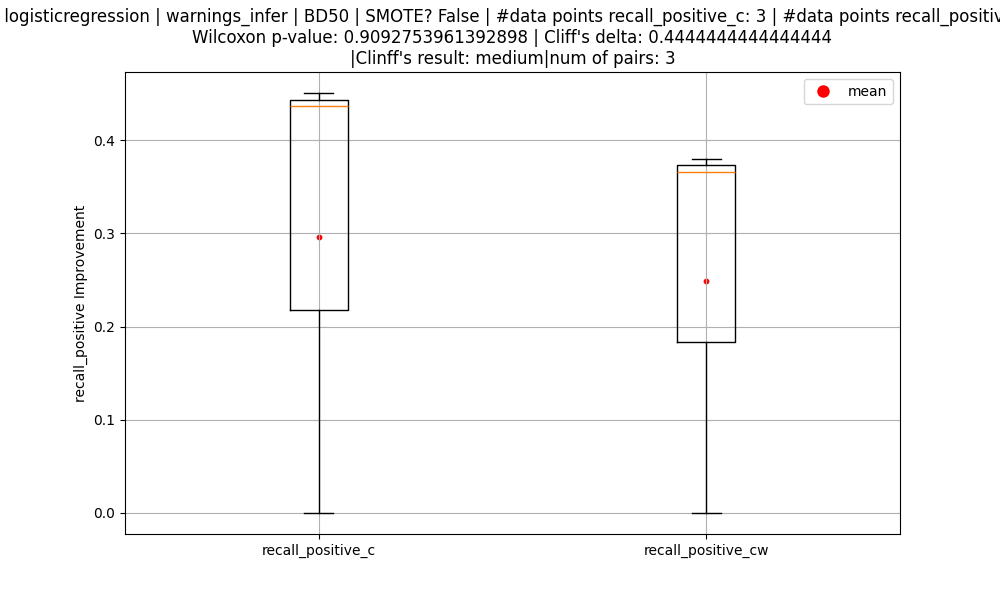 logisticregression | warnings_infer | BD50 | SMOTE? False | #data points recall_positive_c: 3 | #data points
Wilcoxon p-value: 0.9092753961392898 | Cliff's delta: 0.4444444444444444
|Clinff's result: medium|num of pairs: 3
mean
0.4
0.3
0.2
0.1
0.0
recall_positive Improvement
recall_positive_c
recall_positive_cw